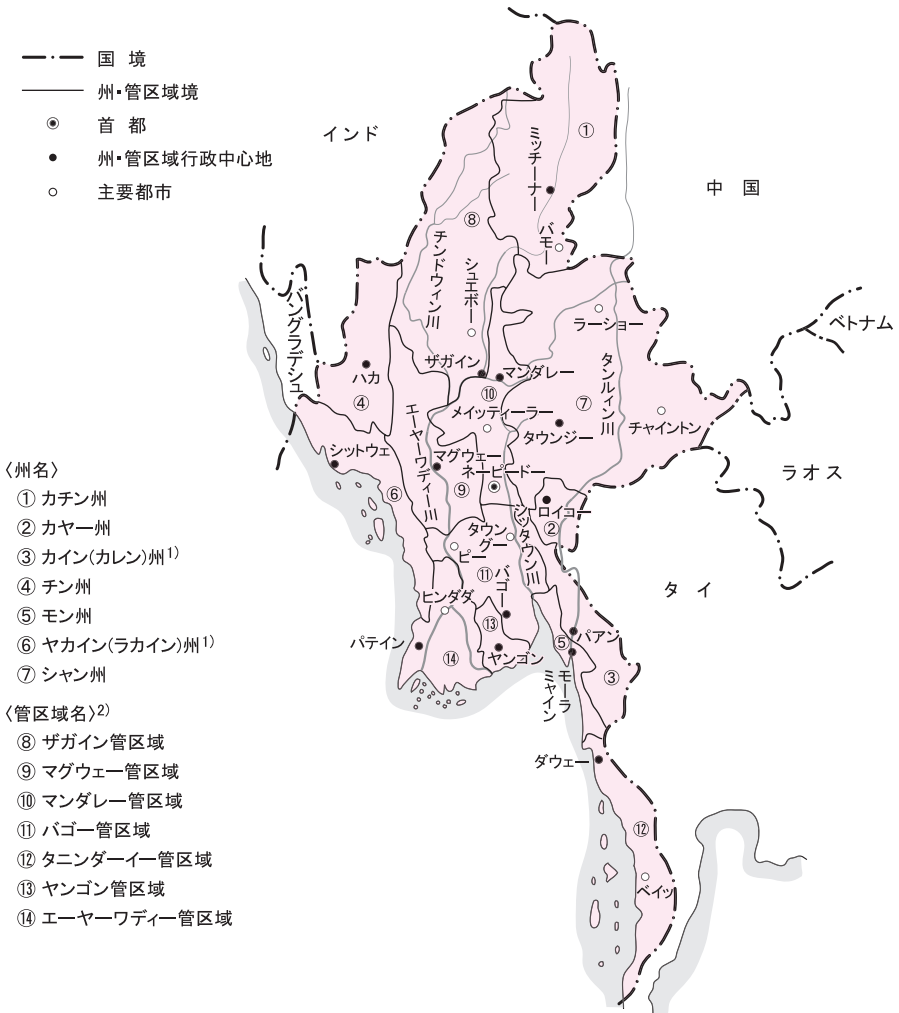 国 境
州・管区域境
首 都
州・管区域行政中心地
主要都市
インド
中 国
バングラデシュ
ベトナム
ラオス
タ イ
①
ミッチーナー
バモー
⑧
チンドウィン川
シュエボー
ラーショー
ザガイン
マンダレー
タンルィン川
ハカ
④
⑩
メイッティーラー
⑦
タウンジー
チャイントン
エーヤーワディー川
シットウェ
マグウェー
ネーピードー
⑥
⑨
ロイコー
②
タウン
グー
シッタウン川
ピー
⑪
バゴー
ヒンダダ
⑬
パテイン
⑭
ヤンゴン
⑤
パアン
モーラ
ミャイン
③
ダウェー
⑫
ベイッ
〈州名〉
① カチン州
② カヤー州
③ カイン(カレン)州1)
④ チン州
⑤ モン州
⑥ ヤカイン(ラカイン)州1)
⑦ シャン州
〈管区域名〉2)
⑧ ザガイン管区域
⑨ マグウェー管区域
⑩ マンダレー管区域
⑪ バゴー管区域
⑫ タニンダーイー管区域
⑬ ヤンゴン管区域
⑭ エーヤーワディー管区域